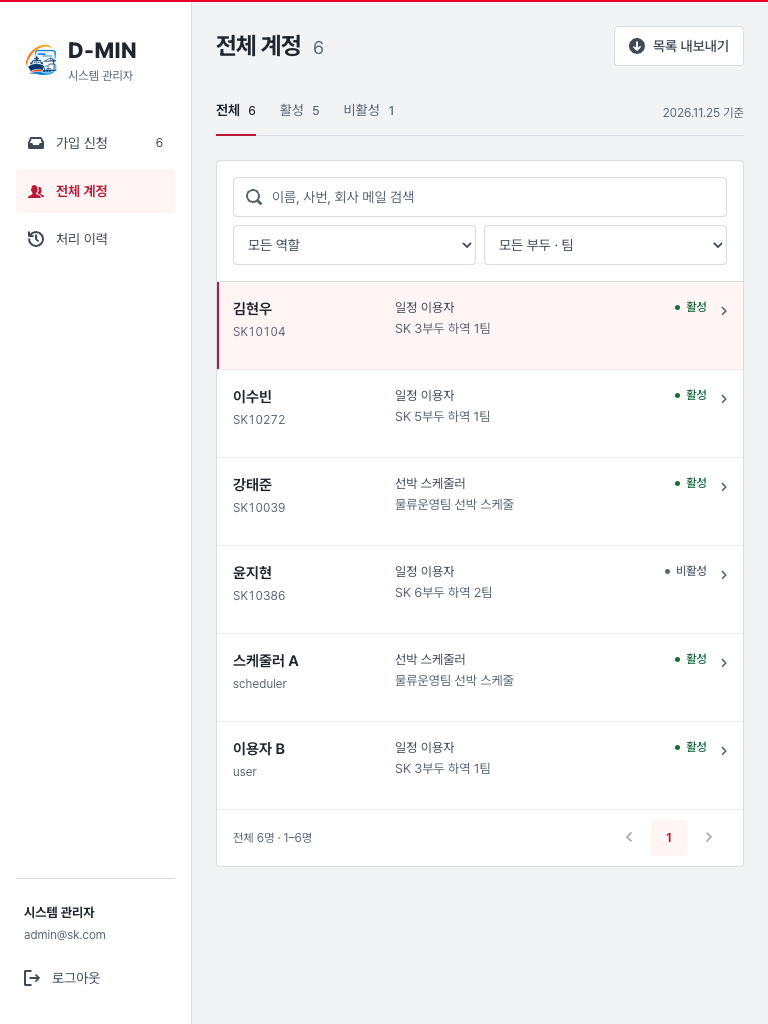 D-MIN
시스템 관리자
가입 신청 6
전체 계정
처리 이력
시스템 관리자
admin@sk.com
로그아웃
전체 계정 6
목록 내보내기
전체 6 활성 5 비활성 1
2026.11.25 기준
이름, 사번, 회사 메일 검색
모든 역할
모든 부두 · 팀
김현우 일정 이용자 활성
SK10104 SK 3부두 하역 1팀
이수빈 일정 이용자 활성
SK10272 SK 5부두 하역 1팀
강태준 선박 스케줄러 활성
SK10039 물류운영팀 선박 스케줄
윤지현 일정 이용자 비활성
SK10386 SK 6부두 하역 2팀
스케줄러 A 선박 스케줄러 활성
scheduler 물류운영팀 선박 스케줄
이용자 B 일정 이용자 활성
user SK 3부두 하역 1팀
전체 6명 · 1–6명
1